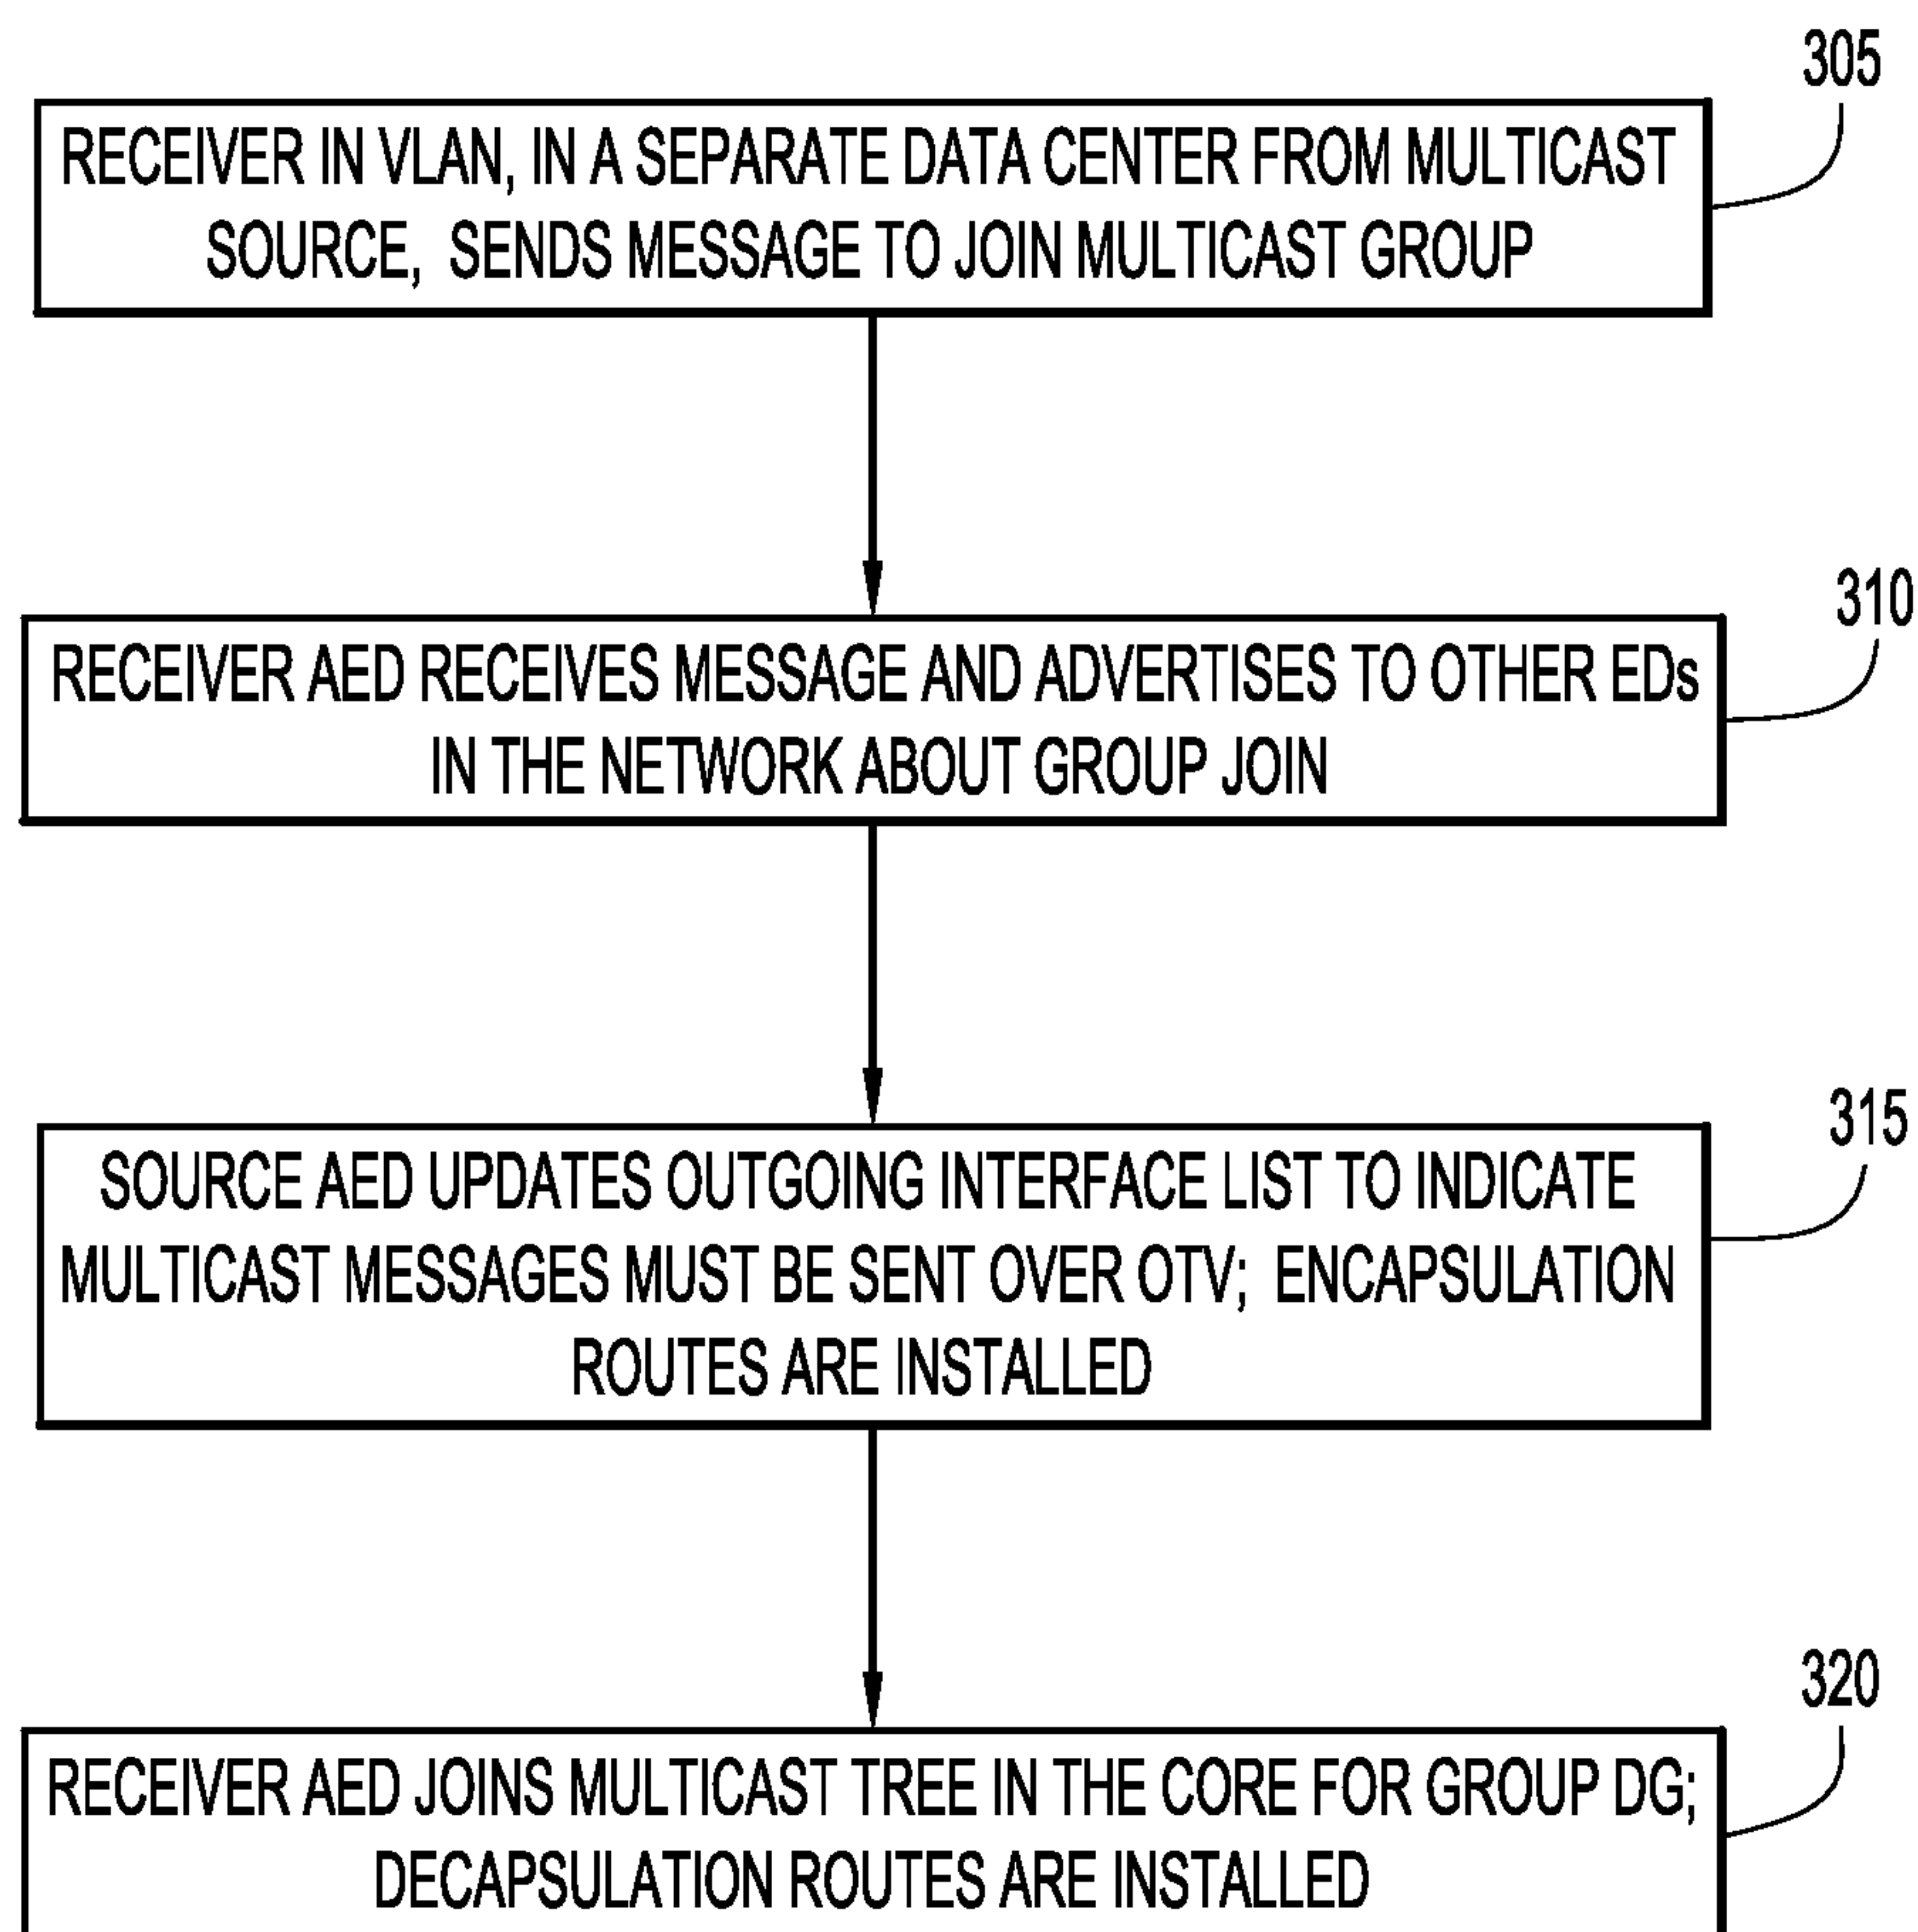 305
RECEIVER IN VLAN, IN A SEPARATE DATA CENTER FROM MULTICAST
SOURCE, SENDS MESSAGE TO JOIN MULTICAST GROUP
310
RECEIVER AED RECEIVES MESSAGE AND ADVERTISES TO OTHER EDs
IN THE NETWORK ABOUT GROUP JOIN
315
SOURCE AED UPDATES OUTGOING INTERFACE LIST TO INDICATE
MULTICAST MESSAGES MUST BE SENT OVER OTV; ENCAPSULATION
ROUTES ARE INSTALLED
320
RECEIVER AED JOINS MULTICAST TREE IN THE CORE FOR GROUP DG;
DECAPSULATION ROUTES ARE INSTALLED